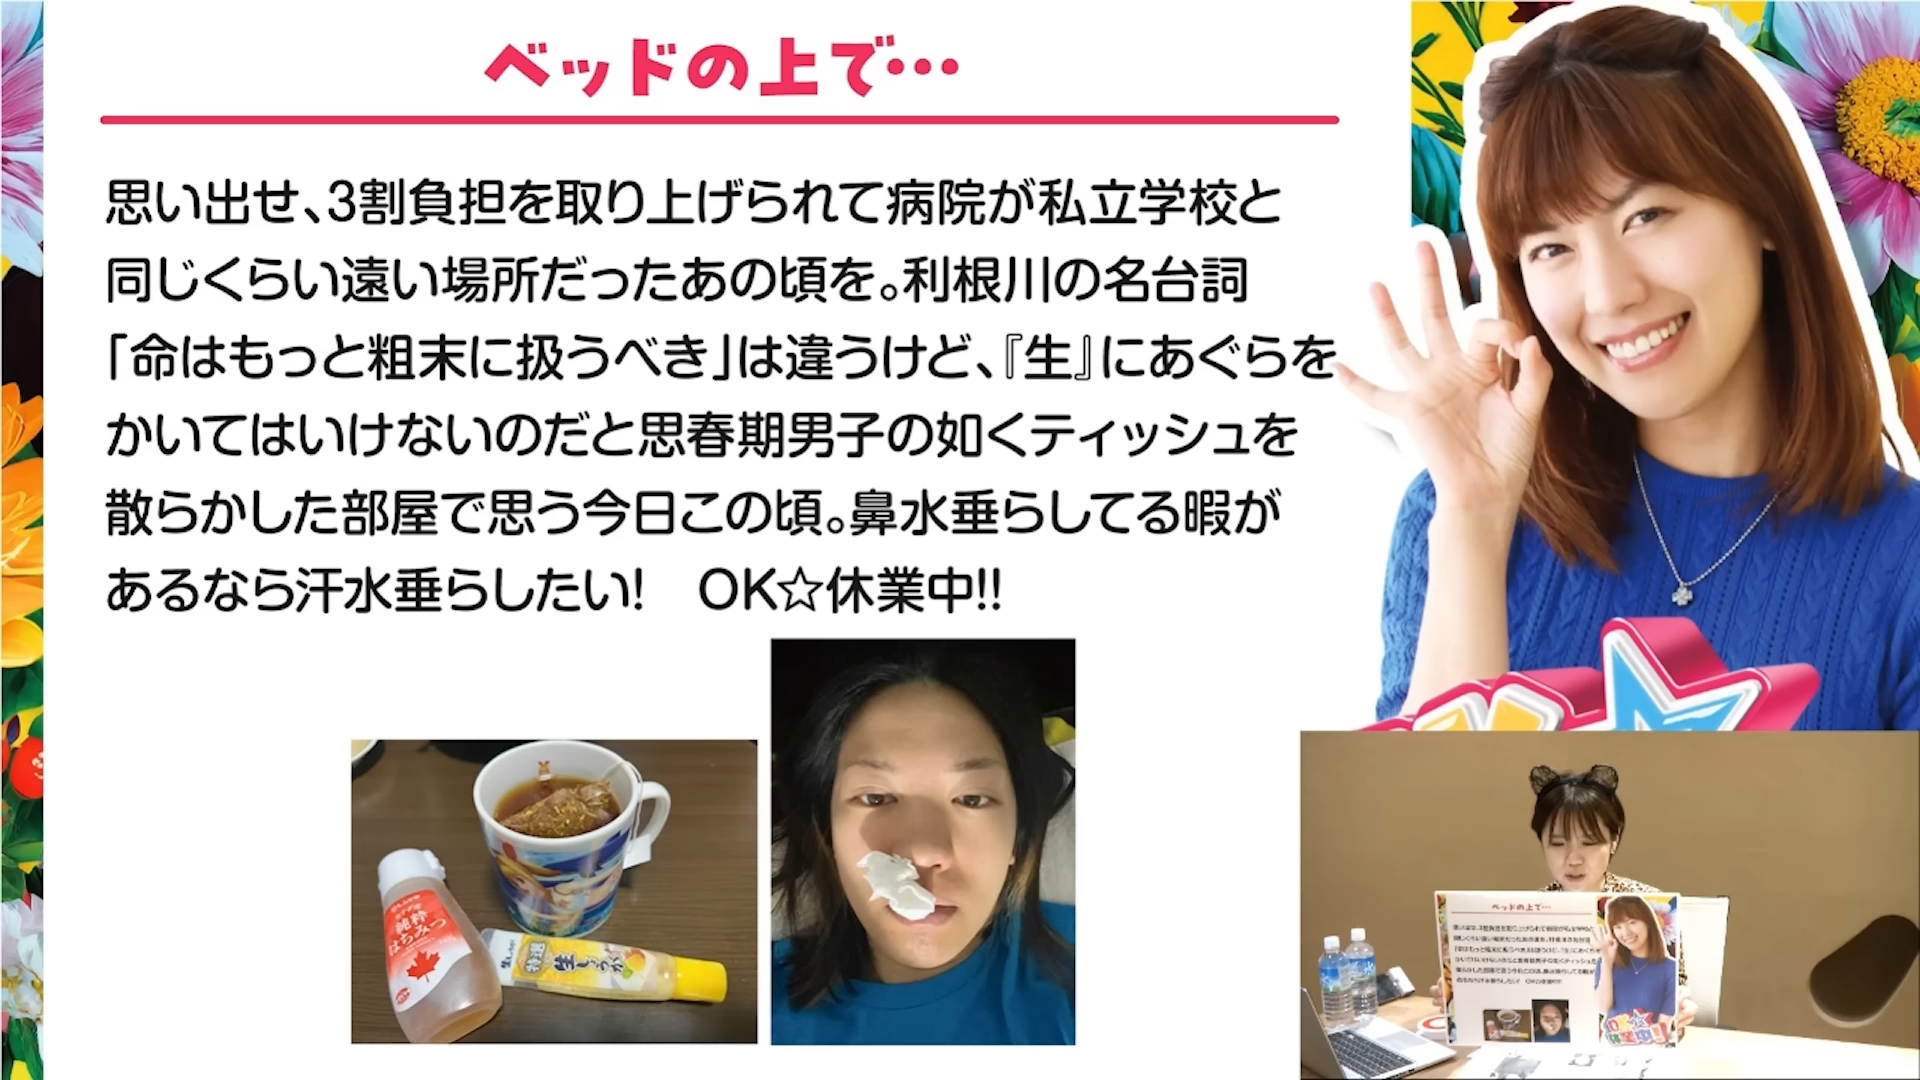 ベッドの上で…
思い出せ、3割負担を取り上げられて病院が私立学校と
同じくらい遠い場所だったあの頃を。利根川の名台詞
「命はもっと粗末に扱うべき」は違うけど、『生』にあぐらを
かいてはいけないのだと思春期男子の如くティッシュを
散らかした部屋で思う今日この頃。鼻水垂らしてる暇が
あるなら汗水垂らしたい!　OK☆休業中!!
純粋
はちみつ
特選
生しょうが
ベッドの上で…